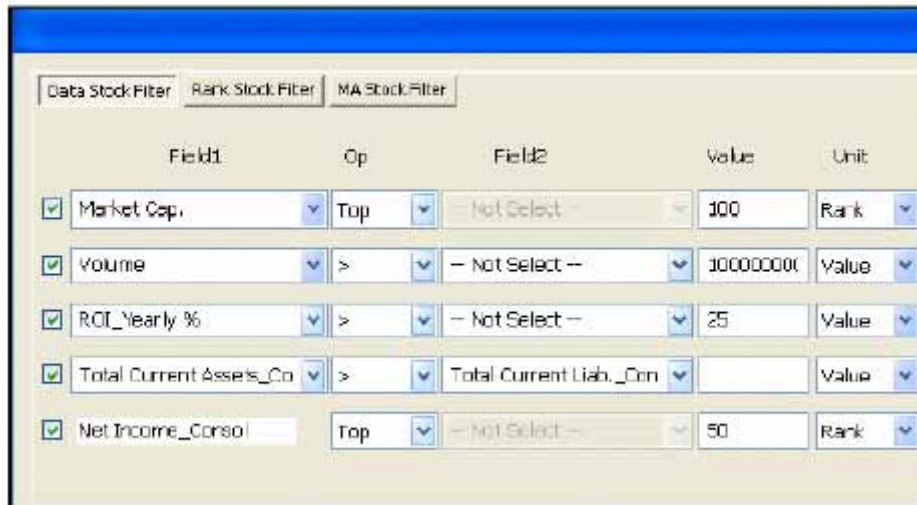 Data Stock Filter Rank Stock Filter MA Stock Filter
Field1 Op Field2 Value Unit
Market Cap. Top -- Not Select -- 100 Rank
Volume > -- Not Select -- Value
ROI_Yearly % > -- Not Select -- 25 Value
Total Current Assets_Co > Total Current Liab._Con Value
Net Income_Consol Top -- Not Select -- 50 Rank